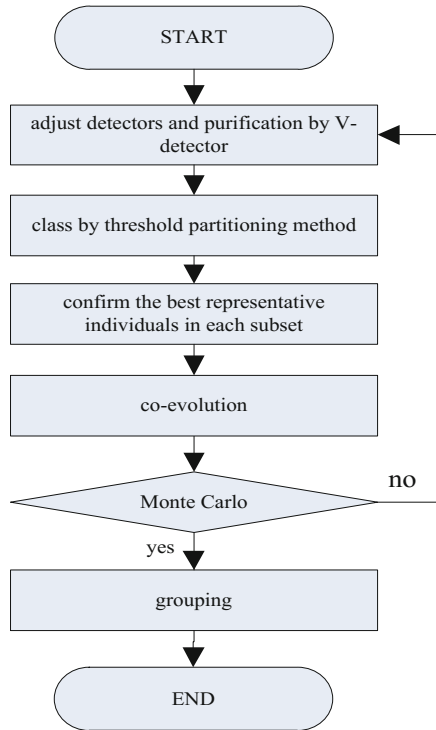 START
adjust detectors and purification by V-
detector
class by threshold partitioning method
confirm the best representative
individuals in each subset
co-evolution
Monte Carlo
no
yes
grouping
END